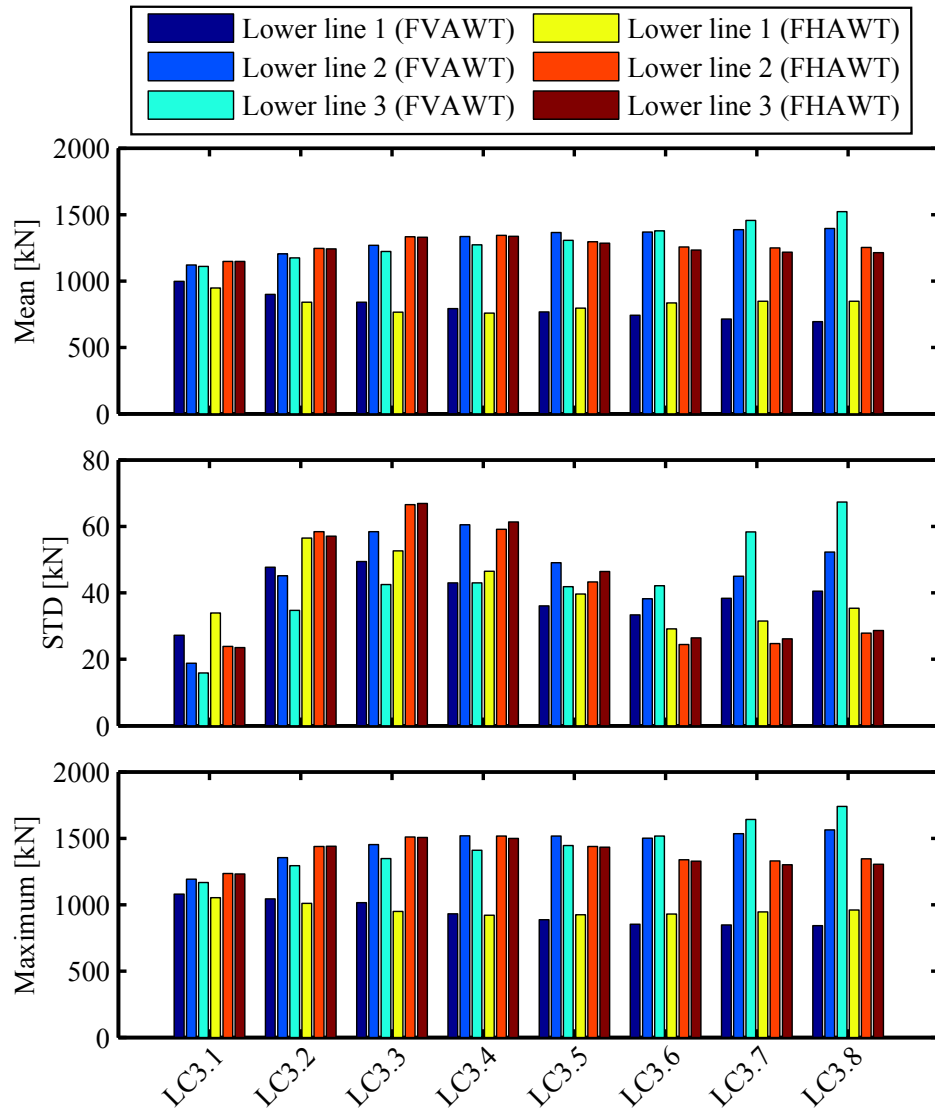 Lower line 1 (FVAWT) Lower line 1 (FHAWT)
Lower line 2 (FVAWT) Lower line 2 (FHAWT)
Lower line 3 (FVAWT) Lower line 3 (FHAWT)
Mean [kN]
2000
1500
1000
500
0
STD [kN]
80
60
40
20
0
Maximum [kN]
2000
1500
1000
500
0
LC3.1 LC3.2 LC3.3 LC3.4 LC3.5 LC3.6 LC3.7 LC3.8